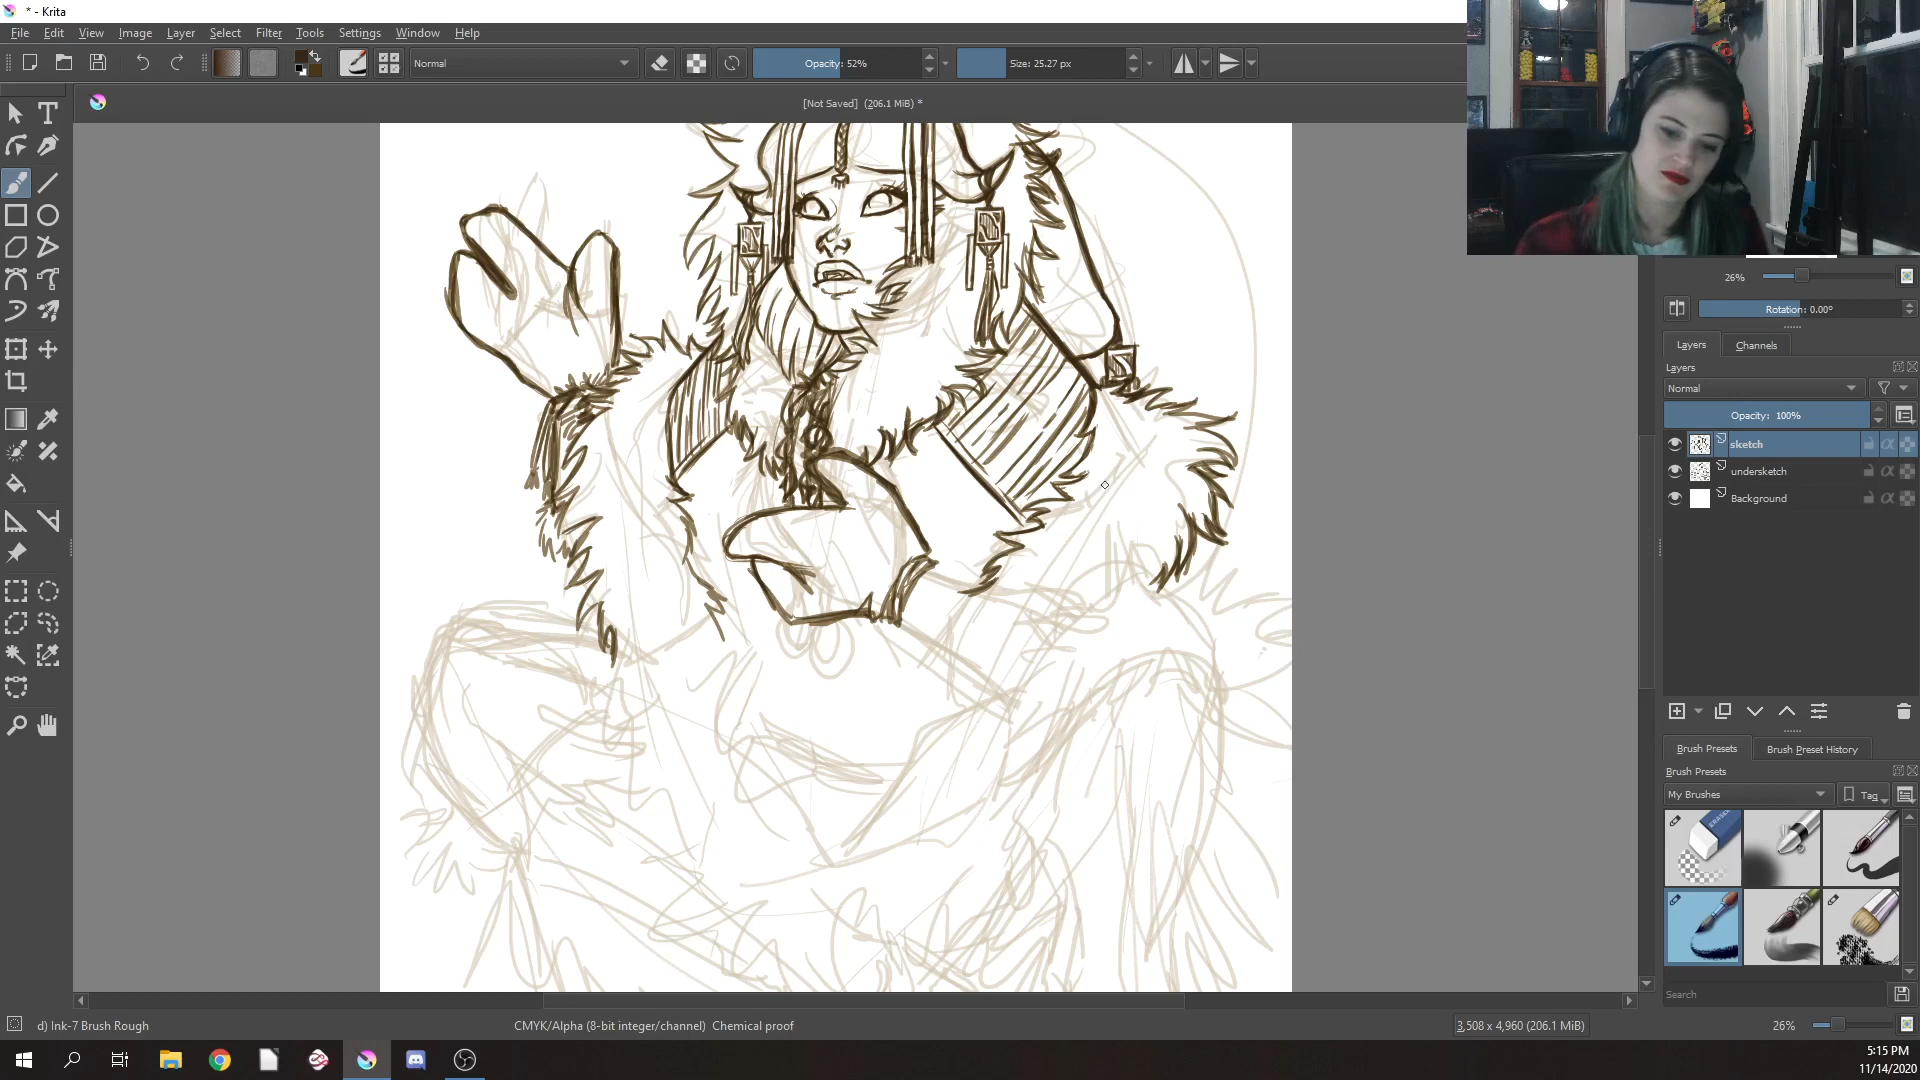 * - Krita
File Edit View Image Layer Select Filter Tools Settings Window Help
Normal
Opacity: 52%
Size: 25.27 px
[Not Saved] (206.1 MiB) *
26%
Rotation: 0.00°
Layers Channels
Layers
Normal
Opacity: 100%
sketch
undersketch
Background
Brush Presets Brush Preset History
Brush Presets
My Brushes
Tag
ERASER
Search
d) Ink-7 Brush Rough
CMYK/Alpha (8-bit integer/channel) Chemical proof
3,508 x 4,960 (206.1 MiB)
26%
5:15 PM
11/14/2020